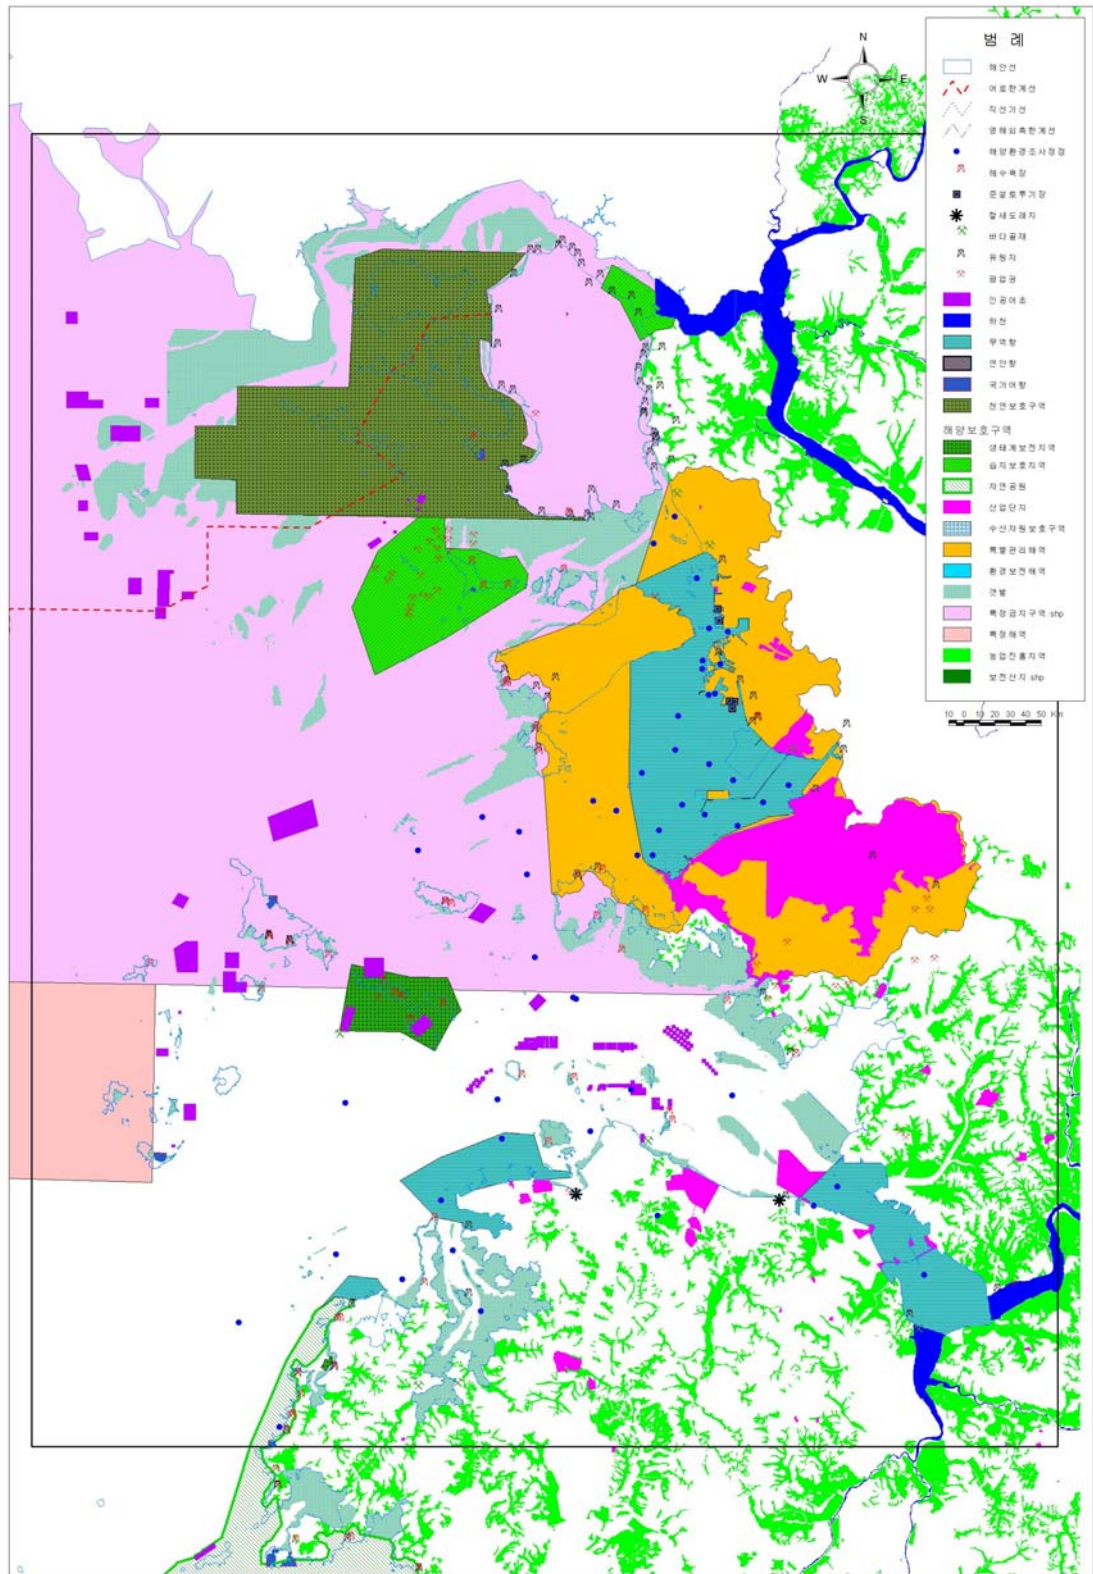 N
W E
S
범 례
해안선
어로한계선
직선기선
영해외측한계선
해양환경조사정점
해수욕장
준설토투기장
철새도래지
바다골재
유원지
광업권
인공어초
하천
무역항
연안항
국가어항
천연보호구역
해양보호구역
생태계보전지역
습지보호지역
자연공원
산업단지
수산자원보호구역
특별관리해역
환경보전해역
갯벌
특정금지구역.shp
특정해역
농업진흥지역
보전산지.shp
10 0 10 20 30 40 50 Km